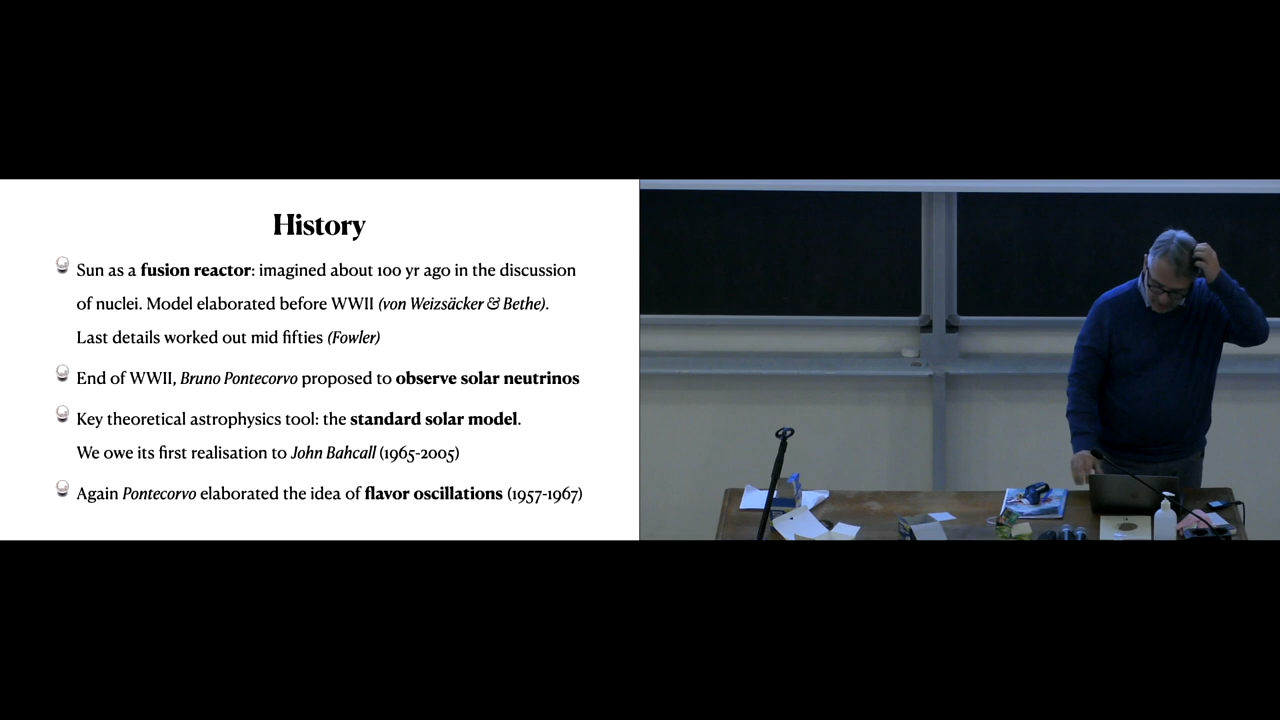 History
Sun as a fusion reactor: imagined about 100 yr ago in the discussion
of nuclei. Model elaborated before WWII (von Weizsäcker & Bethe).
Last details worked out mid fifties (Fowler)
End of WWII, Bruno Pontecorvo proposed to observe solar neutrinos
Key theoretical astrophysics tool: the standard solar model.
We owe its first realisation to John Bahcall (1965-2005)
Again Pontecorvo elaborated the idea of flavor oscillations (1957-1967)